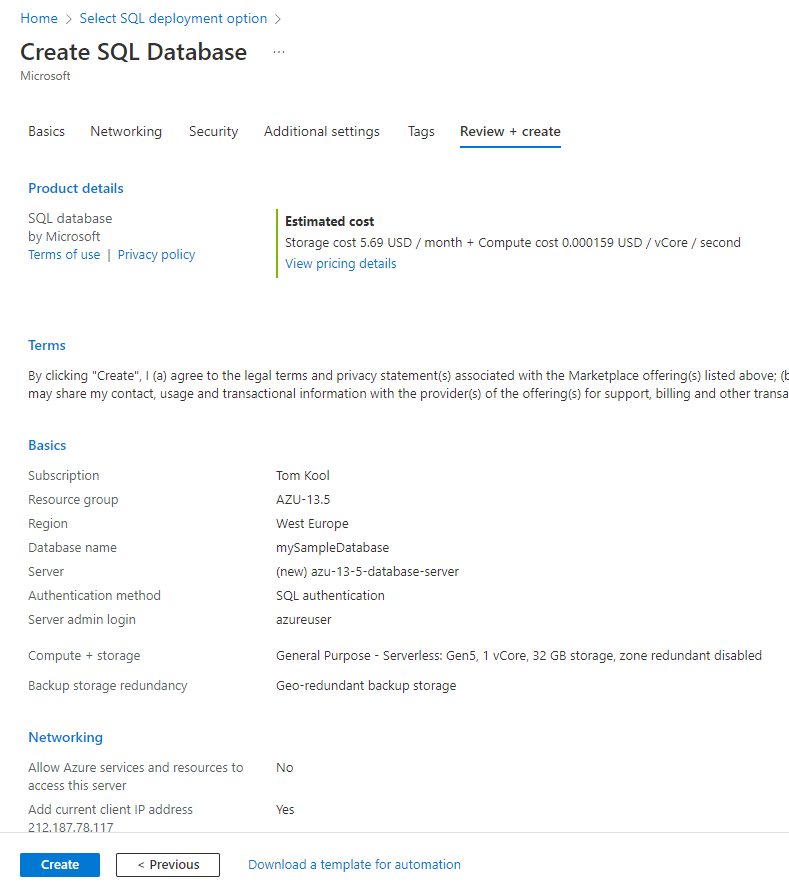 Home > Select SQL deployment option >
Create SQL Database ...
Microsoft
Basics Networking Security Additional settings Tags Review + create
Product details
SQL database
by Microsoft
Terms of use | Privacy policy
Estimated cost
Storage cost 5.69 USD / month + Compute cost 0.000159 USD / vCore / second
View pricing details
Terms
By clicking "Create", I (a) agree to the legal terms and privacy statement(s) associated with the Marketplace offering(s) listed above; (b
may share my contact, usage and transactional information with the provider(s) of the offering(s) for support, billing and other transa
Basics
Subscription Tom Kool
Resource group AZU-13.5
Region West Europe
Database name mySampleDatabase
Server (new) azu-13-5-database-server
Authentication method SQL authentication
Server admin login azureuser
Compute + storage General Purpose - Serverless: Gen5, 1 vCore, 32 GB storage, zone redundant disabled
Backup storage redundancy Geo-redundant backup storage
Networking
Allow Azure services and resources to No
access this server
Add current client IP address Yes
212.187.78.117
Create < Previous Download a template for automation